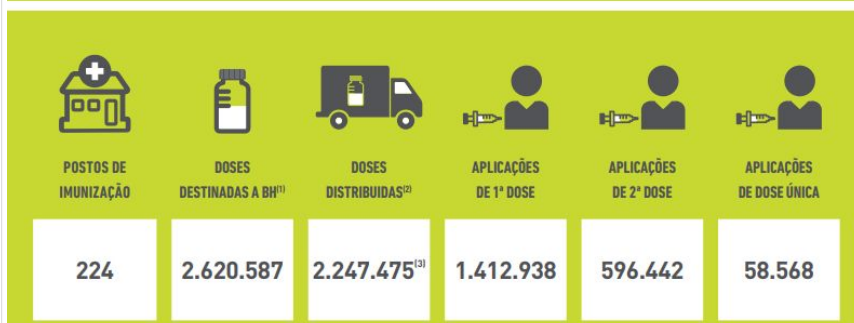 POSTOS DE
IMUNIZAÇÃO
DOSES
DESTINADAS A BH(1)
DOSES
DISTRIBUIDAS(2)
APLICAÇÕES
DE 1ª DOSE
APLICAÇÕES
DE 2ª DOSE
APLICAÇÕES
DE DOSE ÚNICA
224
2.620.587
2.247.475(3)
1.412.938
596.442
58.568